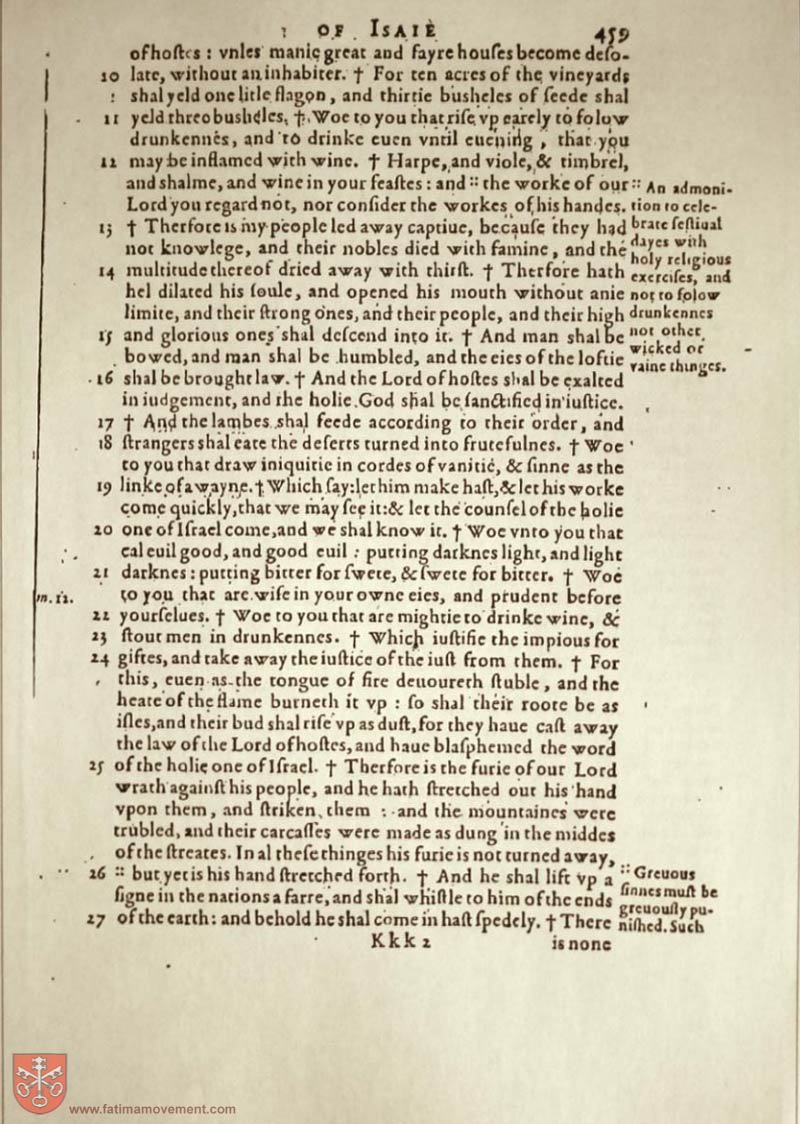 OF ISAIE 459
of hoſtes : vnles manie great and fayre houſes become deſo-
10 late, without an inhabiter. † For ten acres of the vineyards
ſhal yeld one litle flagon, and thirtie buſhels of ſeede ſhal
11 yeld three buſhels. † Woe to you that riſe vp earely to folow
drunkennes, and to drinke euen vntil euening, that you
12 may be inflamed with wine. † Harpe, and viole, & timbrel,
and shalme, and wine in your feaſtes : and :: the worke of our
Lord you regard not, nor conſider the workes of his handes.
13 † Therfore is my people led away captiue, becauſe they had
not knowlege, and their nobles died with famine, and the
14 multitude thereof dried away with thirſt. † Therfore hath
hel dilated his ſoule, and opened his mouth without anie
limite, and their ſtrong ones, and their people, and their high
15 and glorious ones ſhal deſcend into it. † And man ſhal be
bowed, and man ſhal be humbled, and the eies of the loftie
16 ſhal be brought law. † And the Lord of hoſtes ſhal be exalted
in iudgement, and the holie God ſhal be ſanctified in iuſtice.
17 † And the lambes ſhal feede according to their order, and
18 ſtrangers ſhal eate the deſerts turned into frutefulnes. † Woe
to you that draw iniquitie in cordes of vanitie, & ſinne as the
19 linke of a wayne. † Which ſay: let him make haſt, & let his worke
come quickly, that we may ſee it: & let the counſel of the holie
20 one of Iſrael come, and we shal know it. † Woe vnto you that
cal euil good, and good euil : putting darknes light, and light
21 darknes : putting bitter for ſwete, & ſwete for bitter. † Woe
to you that are wiſe in your owne eies, and prudent before
22 yourſelues. † Woe to you that are mightie to drinke wine, &
23 ſtout men in drunkennes. † Which iuſtifie the impious for
24 giftes, and take away the iuſtice of the iuſt from them. † For
this, euen as the tongue of fire deuoureth ſtuble, and the
heate of the flame burneth it vp : ſo shal their roote be as
iſles, and their bud shal riſe vp as duſt, for they haue caſt away
the law of the Lord of hoſtes, and haue blaſphemed the word
25 of the holie one of Iſrael. † Therfore is the furie of our Lord
wrath againſt his people, and he hath ſtretched out his hand
vpon them, and ſtriken them : and the mountaines were
trubled, and their carcaſſes were made as dung in the middes
of the ſtreates. In al theſe thinges his furie is not turned away,
26 :: but yet is his hand ſtretched forth. † And he shal lift vp a
ſigne in the nations a farre, and shal whiſtle to him of the ends
27 of the earth: and behold he shal come in haſt ſpedely. † There
Kkk 2 is none
:: An admoni-
tion to cele-
brate feſtiual
dayes with
holy religious
exerciſes, and
not to folow
drunkennes
not other
wicked or
vaine thinges.
:: Greuous
ſinnes muſt be
greuouſly pu-
niſhed. Such
www.fatimamovement.com